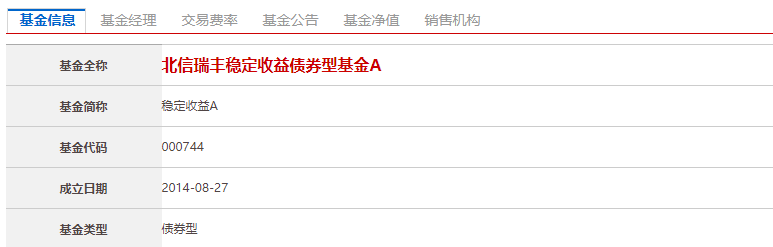 基金信息 基金经理 交易费率 基金公告 基金净值 销售机构
基金全称 北信瑞丰稳定收益债券型基金A
基金简称 稳定收益A
基金代码 000744
成立日期 2014-08-27
基金类型 债券型